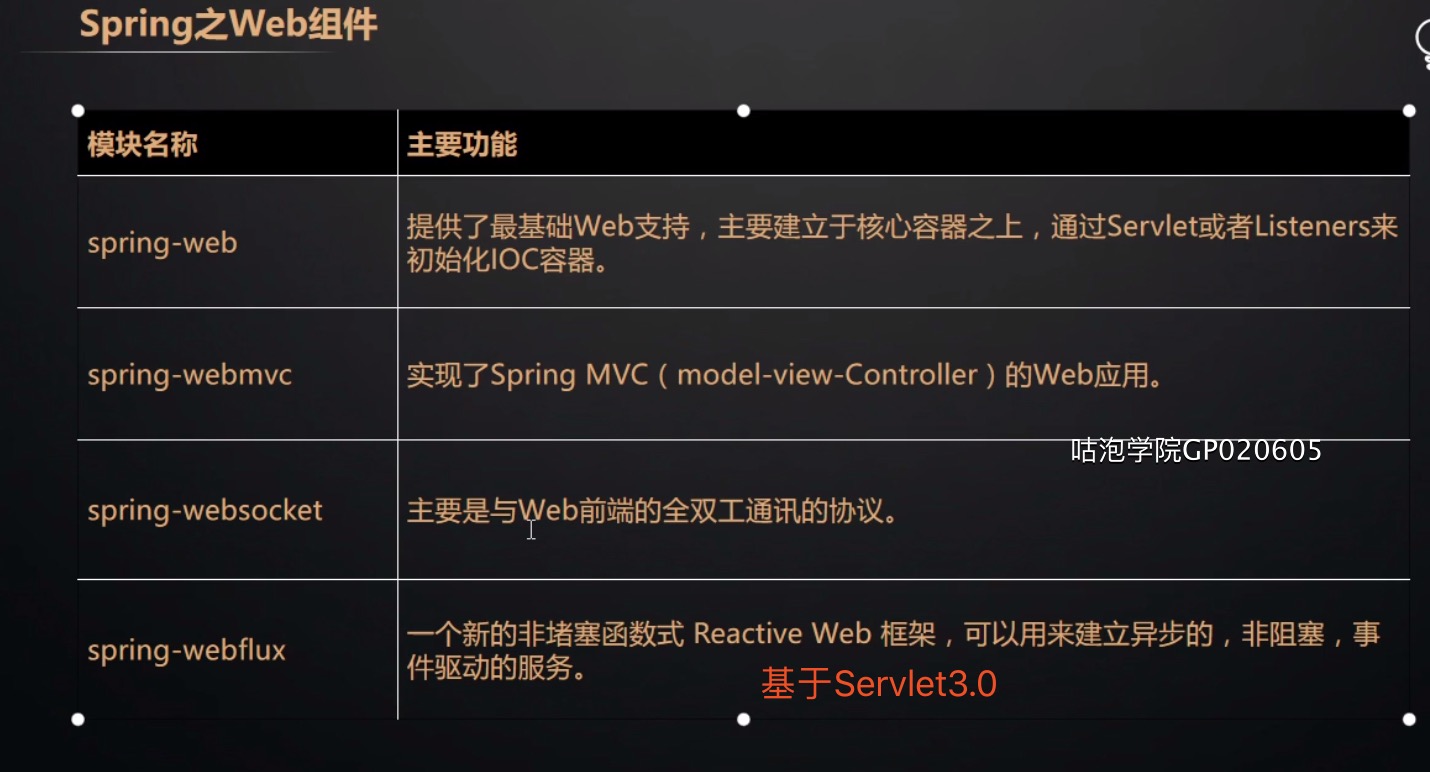 Spring之Web组件
模块名称
主要功能
spring-web
提供了最基础Web支持，主要建立于核心容器之上，通过Servlet或者Listeners来
初始化IOC容器。
spring-webmvc
实现了Spring MVC（model-view-Controller）的Web应用。
咕泡学院GP020605
spring-websocket
主要是与Web前端的全双工通讯的协议。
spring-webflux
一个新的非堵塞函数式 Reactive Web 框架，可以用来建立异步的，非阻塞，事
件驱动的服务。
基于Servlet3.0